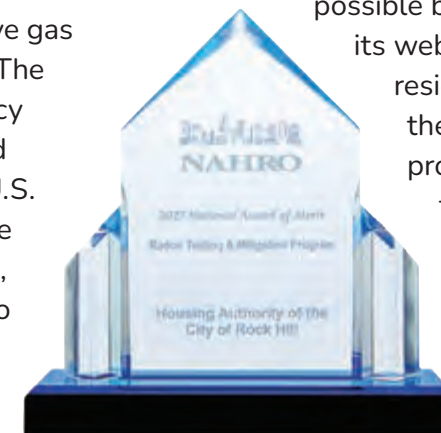 ve gas
The
cy
d
U.S.
e
,
o
possible b
its web
resi
the
pro
NAHRO
National Award of Merit
Radon Testing & Mitigation Program
Housing Authority of the
City of Rock Hill